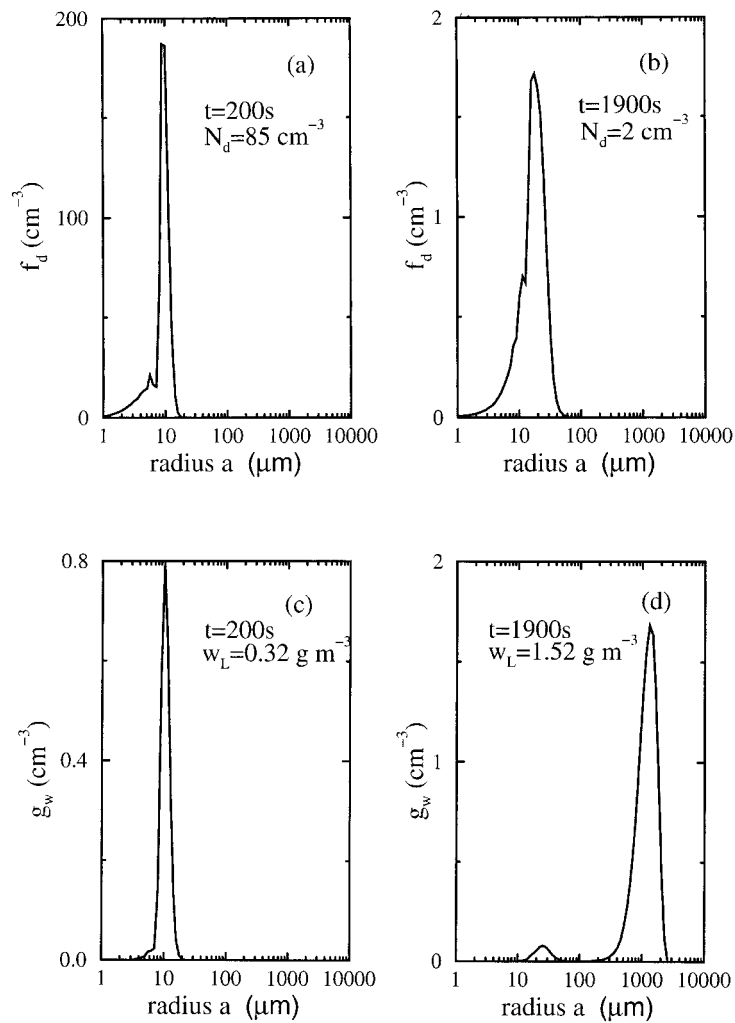 200
(a)
t=200s
N_d=85 cm⁻³
100
f_d (cm⁻³)
0
1 10 100 1000 10000
radius a (μm)
2
(b)
t=1900s
N_d=2 cm⁻³
1
f_d (cm⁻³)
0
1 10 100 1000 10000
radius a (μm)
0.8
(c)
t=200s
w_L=0.32 g m⁻³
0.4
g_w (cm⁻³)
0.0
1 10 100 1000 10000
radius a (μm)
2
(d)
t=1900s
w_L=1.52 g m⁻³
1
g_w (cm⁻³)
0
1 10 100 1000 10000
radius a (μm)